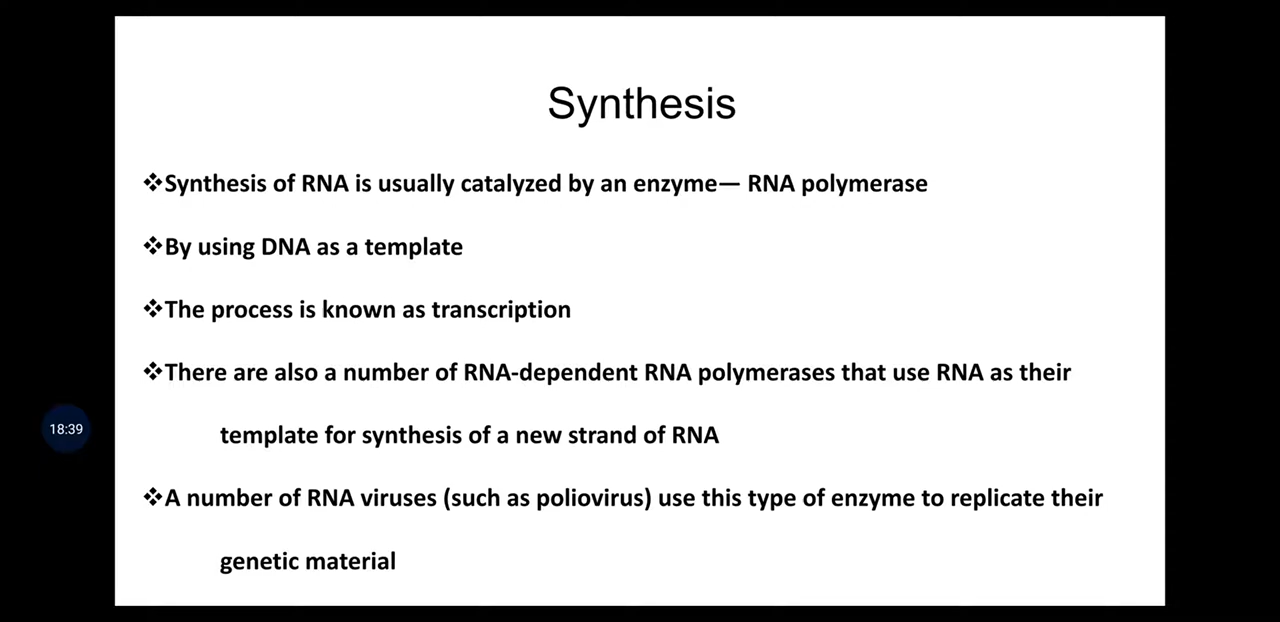 Synthesis
❖Synthesis of RNA is usually catalyzed by an enzyme— RNA polymerase
❖By using DNA as a template
❖The process is known as transcription
❖There are also a number of RNA-dependent RNA polymerases that use RNA as their
template for synthesis of a new strand of RNA
18:39
❖A number of RNA viruses (such as poliovirus) use this type of enzyme to replicate their
genetic material